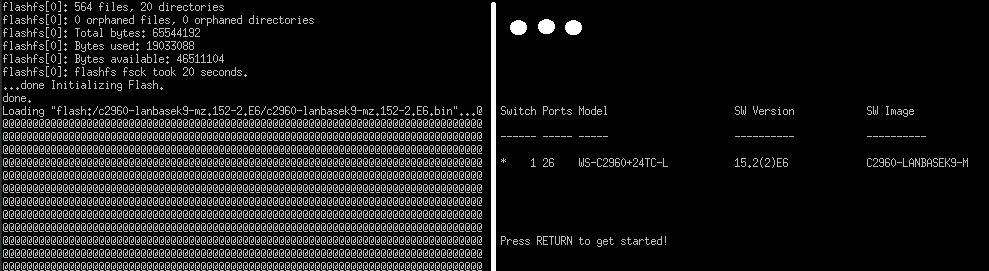 flashfs[0]: 564 files, 20 directories
flashfs[0]: 0 orphaned files, 0 orphaned directories
flashfs[0]: Total bytes: 65544192
flashfs[0]: Bytes used: 19033088
flashfs[0]: Bytes available: 46511104
flashfs[0]: flashfs fsck took 20 seconds.
...done Initializing Flash.
done.
Loading "flash:/c2960-lanbasek9-mz.152-2.E6/c2960-lanbasek9-mz.152-2.E6.bin"...@
@@@@@@@@@@@@@@@@@@@@@@@@@@@@@@@@@@@@@@@@@@@@@@@@@@@@@@@@@@@@@@@@@@@@@@@@@@@@@@@@
@@@@@@@@@@@@@@@@@@@@@@@@@@@@@@@@@@@@@@@@@@@@@@@@@@@@@@@@@@@@@@@@@@@@@@@@@@@@@@@@
@@@@@@@@@@@@@@@@@@@@@@@@@@@@@@@@@@@@@@@@@@@@@@@@@@@@@@@@@@@@@@@@@@@@@@@@@@@@@@@@
@@@@@@@@@@@@@@@@@@@@@@@@@@@@@@@@@@@@@@@@@@@@@@@@@@@@@@@@@@@@@@@@@@@@@@@@@@@@@@@@
@@@@@@@@@@@@@@@@@@@@@@@@@@@@@@@@@@@@@@@@@@@@@@@@@@@@@@@@@@@@@@@@@@@@@@@@@@@@@@@@
@@@@@@@@@@@@@@@@@@@@@@@@@@@@@@@@@@@@@@@@@@@@@@@@@@@@@@@@@@@@@@@@@@@@@@@@@@@@@@@@
@@@@@@@@@@@@@@@@@@@@@@@@@@@@@@@@@@@@@@@@@@@@@@@@@@@@@@@@@@@@@@@@@@@@@@@@@@@@@@@@
@@@@@@@@@@@@@@@@@@@@@@@@@@@@@@@@@@@@@@@@@@@@@@@@@@@@@@@@@@@@@@@@@@@@@@@@@@@@@@@@
@@@@@@@@@@@@@@@@@@@@@@@@@@@@@@@@@@@@@@@@@@@@@@@@@@@@@@@@@@@@@@@@@@@@@@@@@@@@@@@@
@@@@@@@@@@@@@@@@@@@@@@@@@@@@@@@@@@@@@@@@@@@@@@@@@@@@@@@@@@@@@@@@@@@@@@@@@@@@@@@@
@@@@@@@@@@@@@@@@@@@@@@@@@@@@@@@@@@@@@@@@@@@@@@@@@@@@@@@@@@@@@@@@@@@@@@@@@@@@@@@@
@@@@@@@@@@@@@@@@@@@@@@@@@@@@@@@@@@@@@@@@@@@@@@@@@@@@@@@@@@@@@@@@@@@@@@@@@@@@@@@@
Switch Ports Model SW Version SW Image
------ ----- ----- ---------- ----------
* 1 26 WS-C2960+24TC-L 15.2(2)E6 C2960-LANBASEK9-M
Press RETURN to get started!